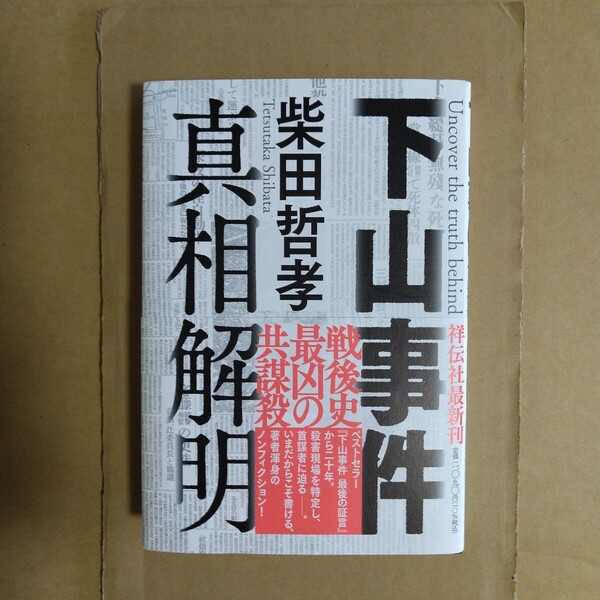 下山事件
Uncover the truth behind
柴田哲孝
Tetsutaka Shibata
真相解明
祥伝社最新刊
戦後史
最凶の
共謀殺
ベストセラー
『下山事件 最後の証言』
から二十年。
殺害現場を特定し、
首謀者に迫る――。
いまだからこそ書ける、
著者渾身の
ノンフィクション!